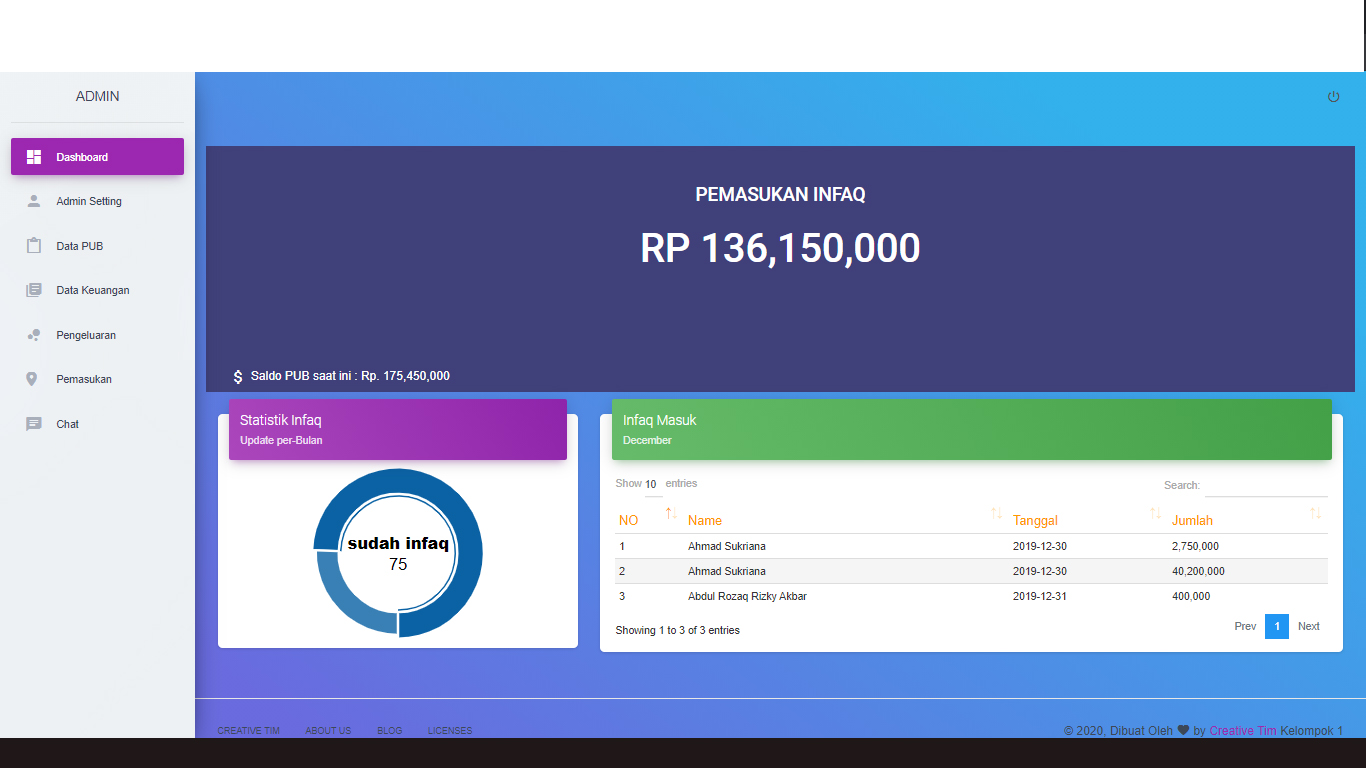 ADMIN
Dashboard
Admin Setting
Data PUB
Data Keuangan
Pengeluaran
Pemasukan
Chat
PEMASUKAN INFAQ
RP 136,150,000
Saldo PUB saat ini : Rp. 175,450,000
Statistik Infaq
Update per-Bulan
sudah infaq
75
Infaq Masuk
December
Show 10 entries Search:
NO Name Tanggal Jumlah
1 Ahmad Sukriana 2019-12-30 2,750,000
2 Ahmad Sukriana 2019-12-30 40,200,000
3 Abdul Rozaq Rizky Akbar 2019-12-31 400,000
Showing 1 to 3 of 3 entries
Prev 1 Next
CREATIVE TIM ABOUT US BLOG LICENSES
© 2020, Dibuat Oleh ♥ by Creative Tim Kelompok 1